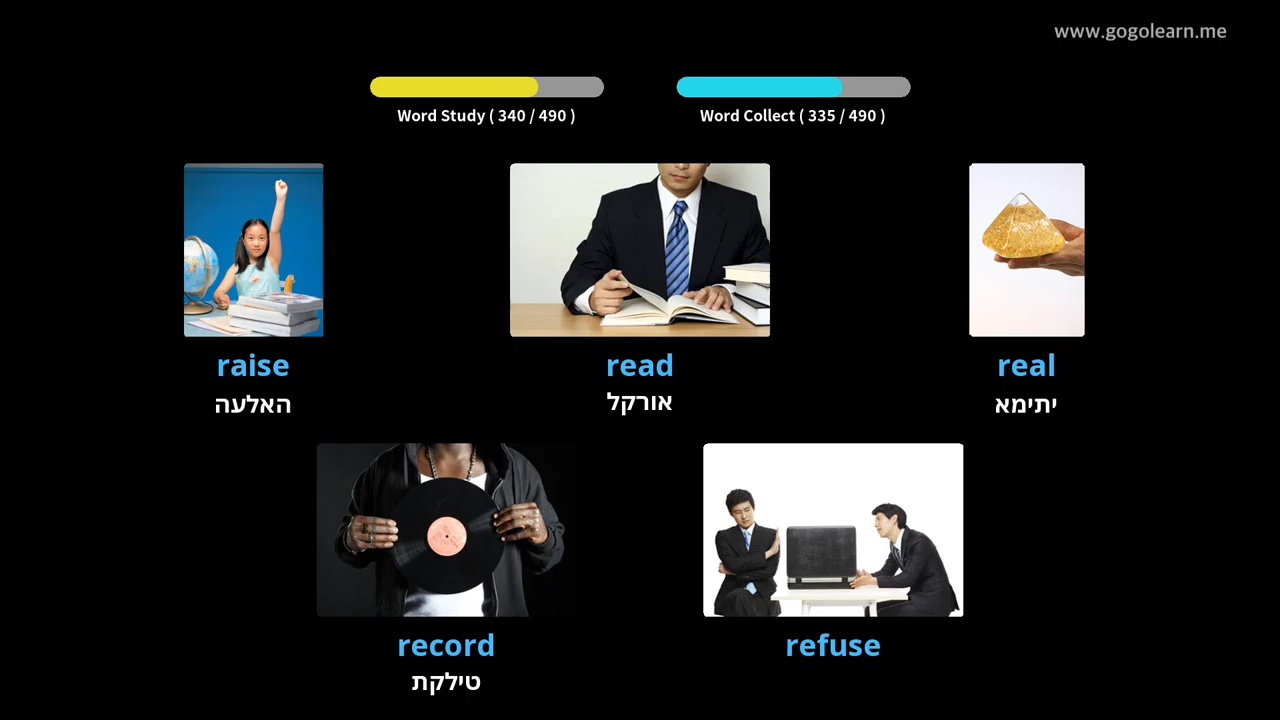 www.gogolearn.me
Word Study ( 340 / 490 )
Word Collect ( 335 / 490 )
raise
האלעה
read
אורקל
real
יתימא
record
טילקת
refuse